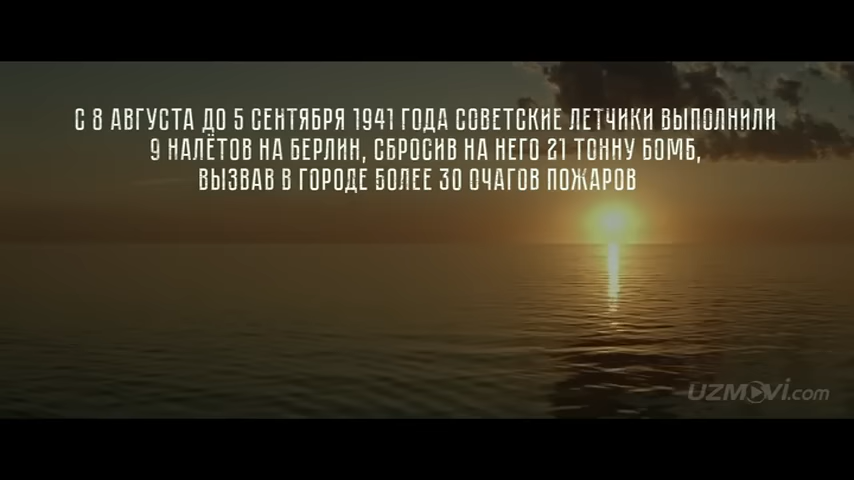 С 8 АВГУСТА ДО 5 СЕНТЯБРЯ 1941 ГОДА СОВЕТСКИЕ ЛЕТЧИКИ ВЫПОЛНИЛИ
9 НАЛЁТОВ НА БЕРЛИН, СБРОСИВ НА НЕГО 21 ТОННУ БОМБ,
ВЫЗВАВ В ГОРОДЕ БОЛЕЕ 30 ОЧАГОВ ПОЖАРОВ
UZMOVi.com